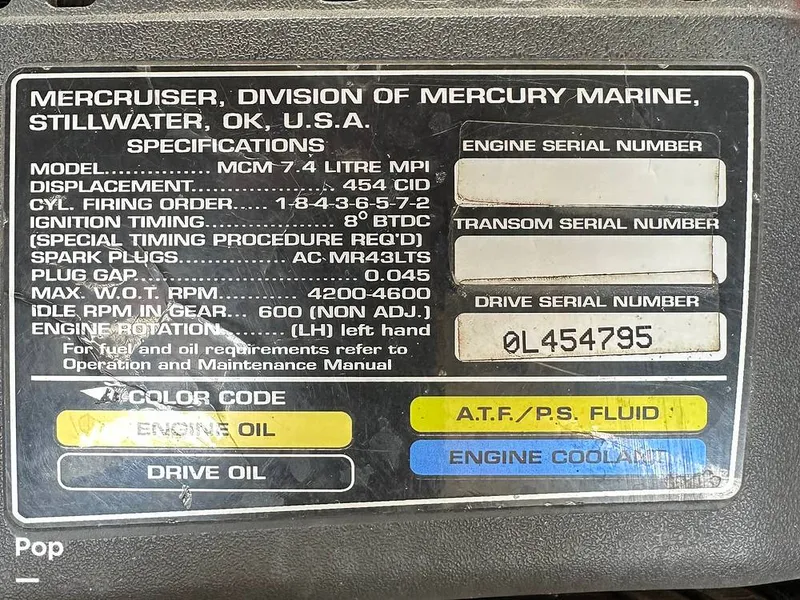 MERCRUISER, DIVISION OF MERCURY MARINE,
STILLWATER, OK, U.S.A.
SPECIFICATIONS
MODEL.............. MCM 7.4 LITRE MPI
DISPLACEMENT................... 454 CID
CYL. FIRING ORDER..... 1-8-4-3-6-5-7-2
IGNITION TIMING................. 8° BTDC
(SPECIAL TIMING PROCEDURE REQ'D)
SPARK PLUGS............... AC-MR43LTS
PLUG GAP.............................. 0.045
MAX. W.O.T. RPM........... 4200-4600
IDLE RPM IN GEAR... 600 (NON ADJ.)
ENGINE ROTATION......... (LH) left hand
For fuel and oil requirements refer to
Operation and Maintenance Manual
ENGINE SERIAL NUMBER
TRANSOM SERIAL NUMBER
DRIVE SERIAL NUMBER
0L454795
COLOR CODE
ENGINE OIL
A.T.F./P.S. FLUID
DRIVE OIL
ENGINE COOLANT
Pop